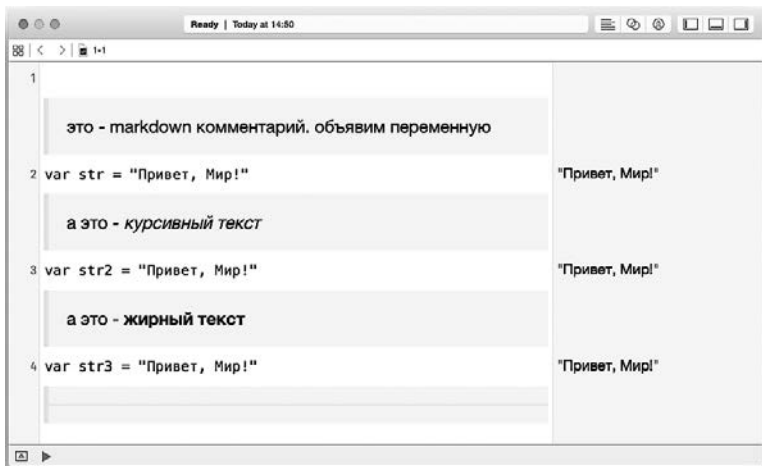 Ready | Today at 14:50
1+1
1
это - markdown комментарий. объявим переменную
2 var str = "Привет, Мир!" "Привет, Мир!"
а это - курсивный текст
3 var str2 = "Привет, Мир!" "Привет, Мир!"
а это - жирный текст
4 var str3 = "Привет, Мир!" "Привет, Мир!"